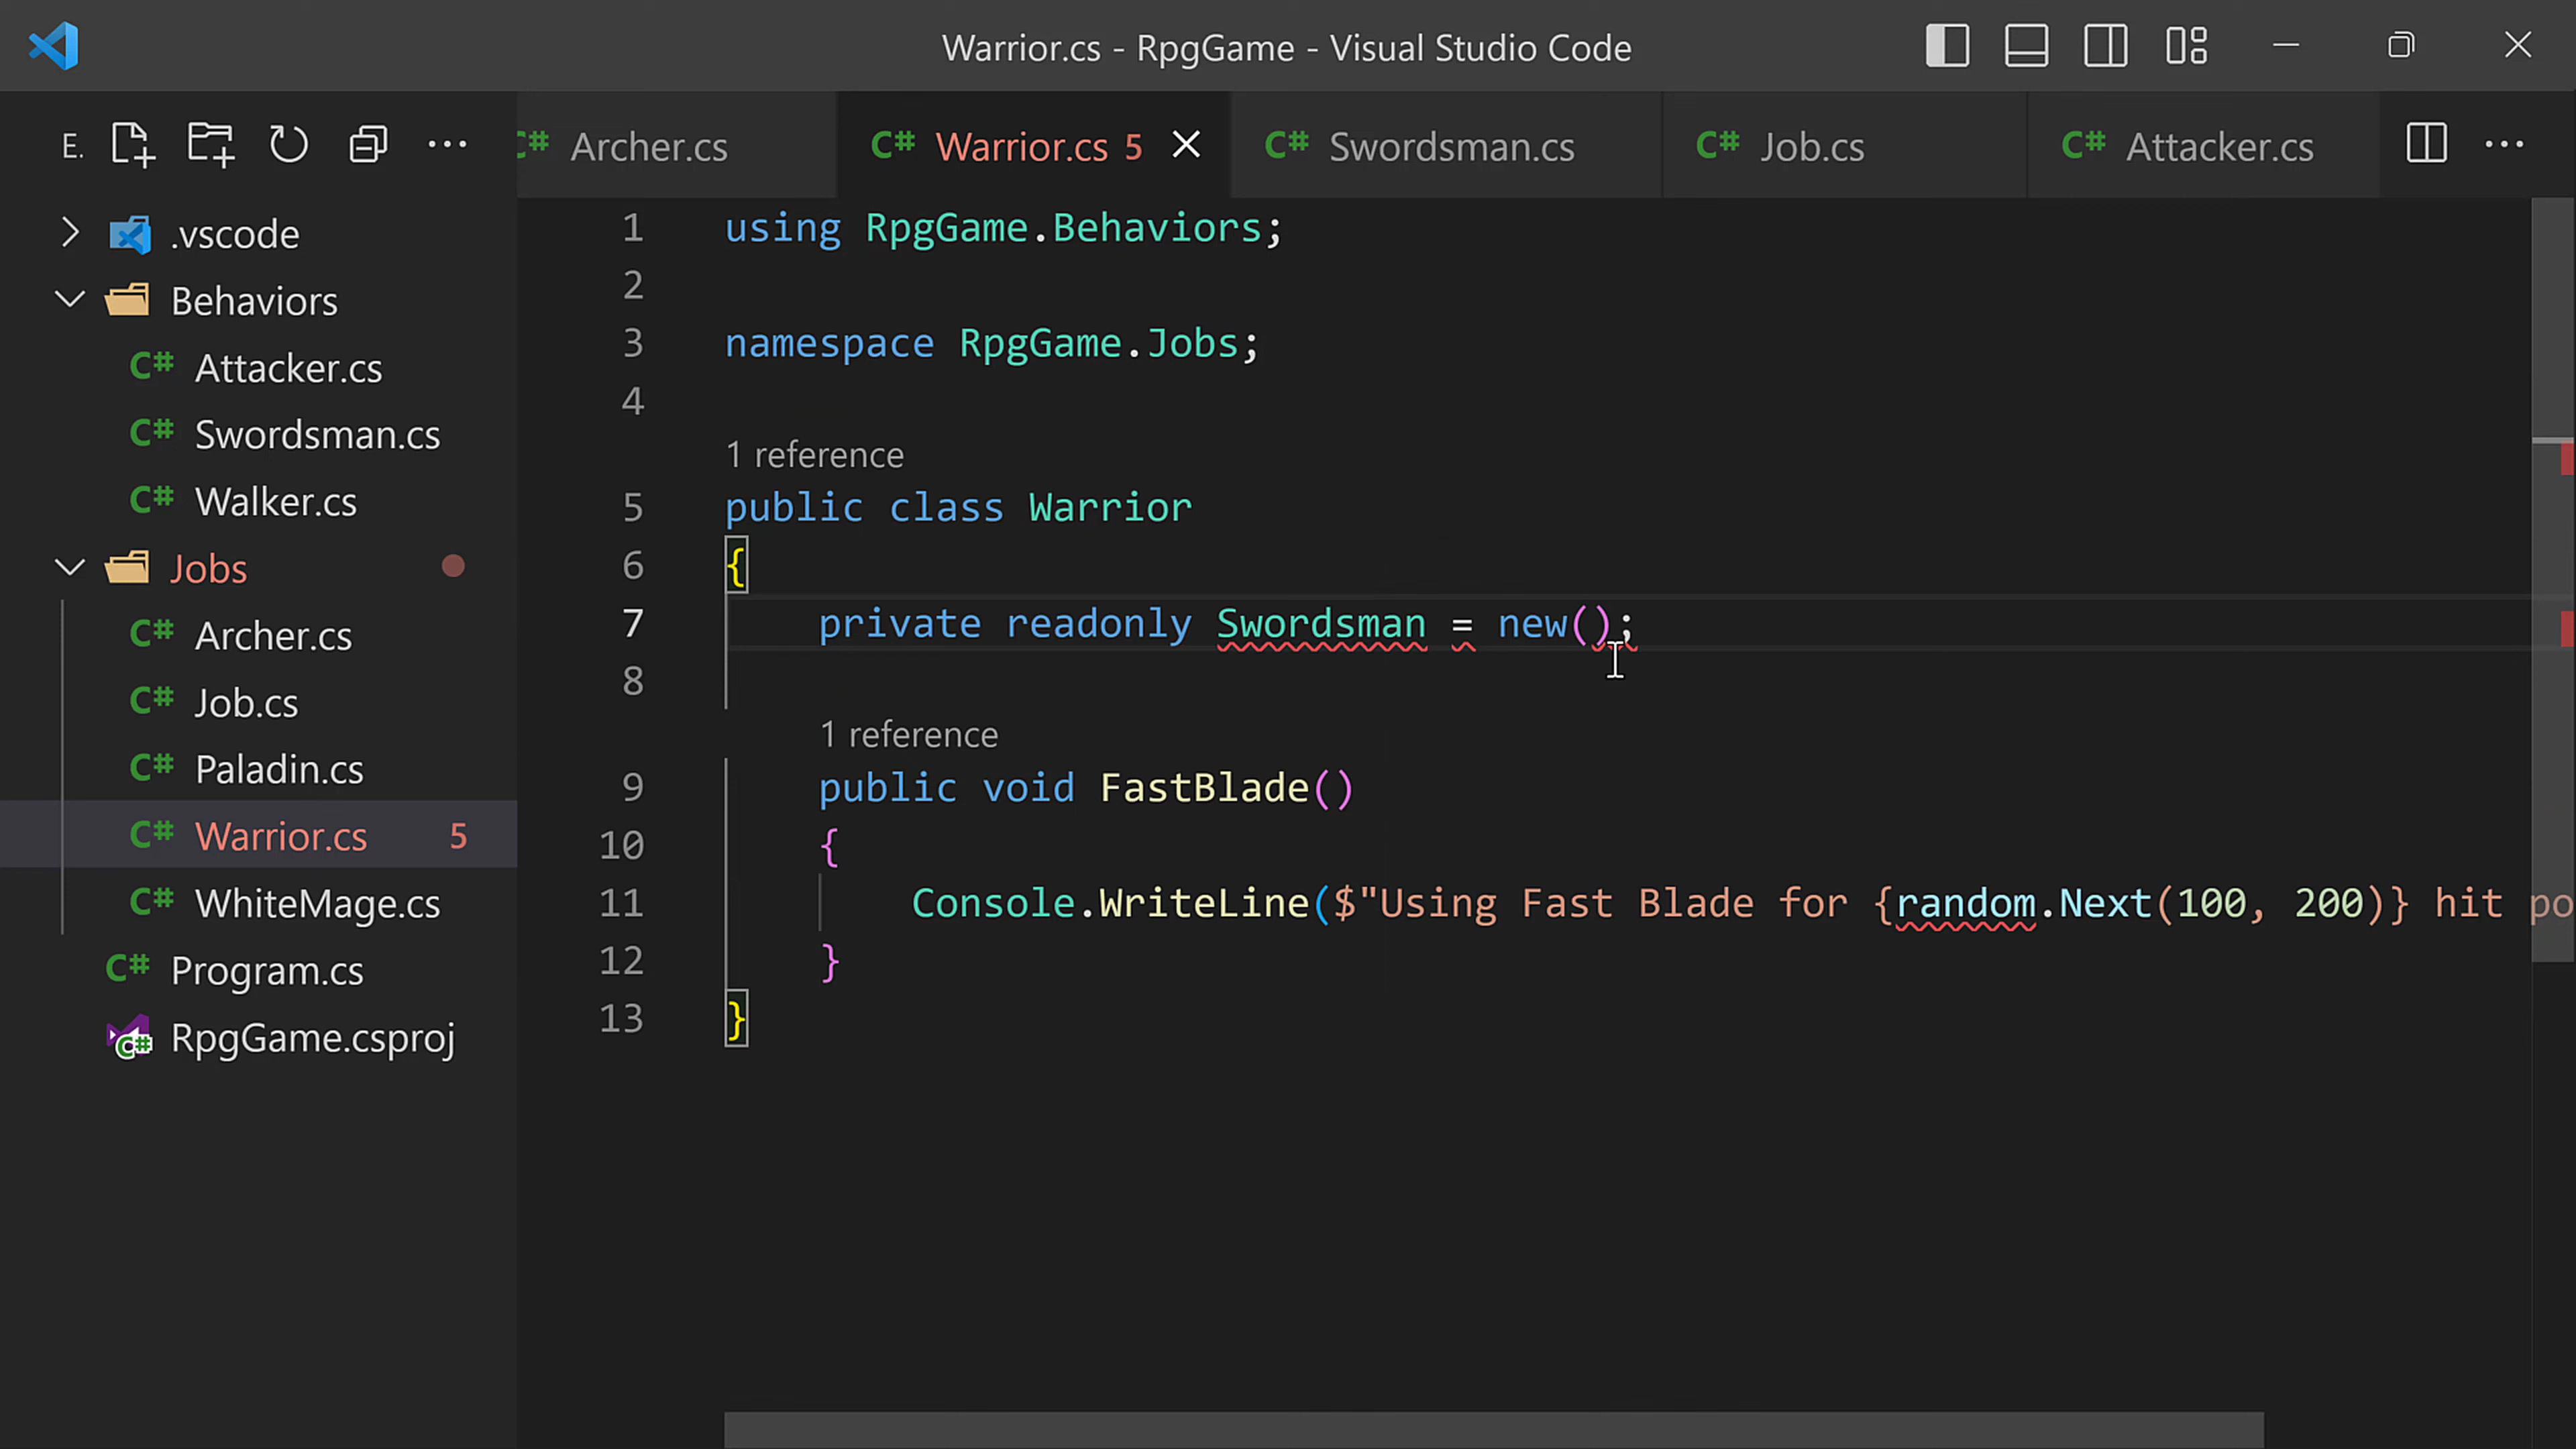 Warrior.cs - RpgGame - Visual Studio Code
E.
C# Archer.cs
C# Warrior.cs 5
C# Swordsman.cs
C# Job.cs
C# Attacker.cs
.vscode
Behaviors
C# Attacker.cs
C# Swordsman.cs
C# Walker.cs
Jobs
C# Archer.cs
C# Job.cs
C# Paladin.cs
C# Warrior.cs 5
C# WhiteMage.cs
C# Program.cs
C# RpgGame.csproj
1 using RpgGame.Behaviors;
2
3 namespace RpgGame.Jobs;
4
1 reference
5 public class Warrior
6 {
7 private readonly Swordsman = new();
8
1 reference
9 public void FastBlade()
10 {
11 Console.WriteLine($"Using Fast Blade for {random.Next(100, 200)} hit po
12 }
13 }